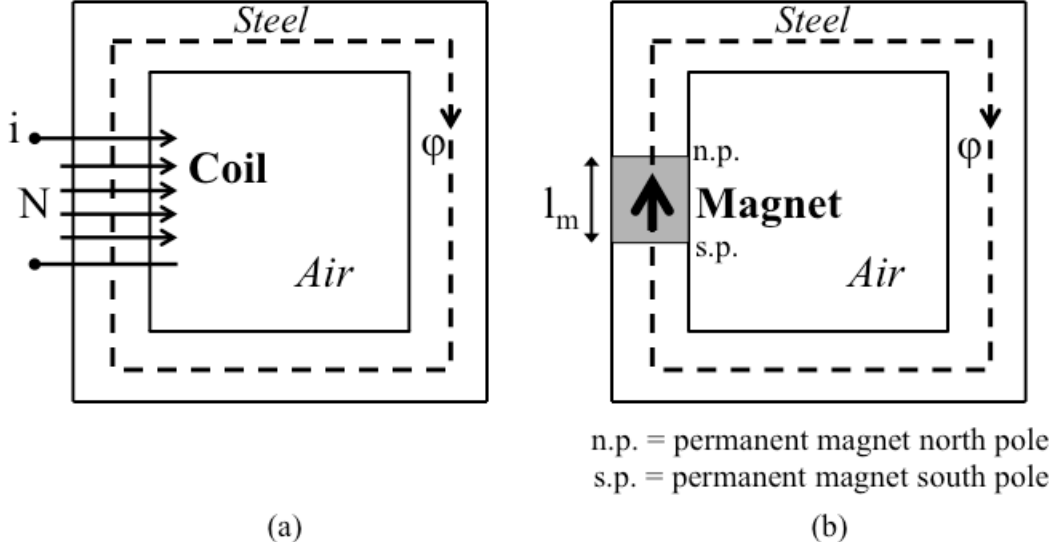 Steel
i
Coil
φ
N
Air
(a)
Steel
n.p.
φ
l_m
Magnet
s.p.
Air
n.p. = permanent magnet north pole
s.p. = permanent magnet south pole
(b)